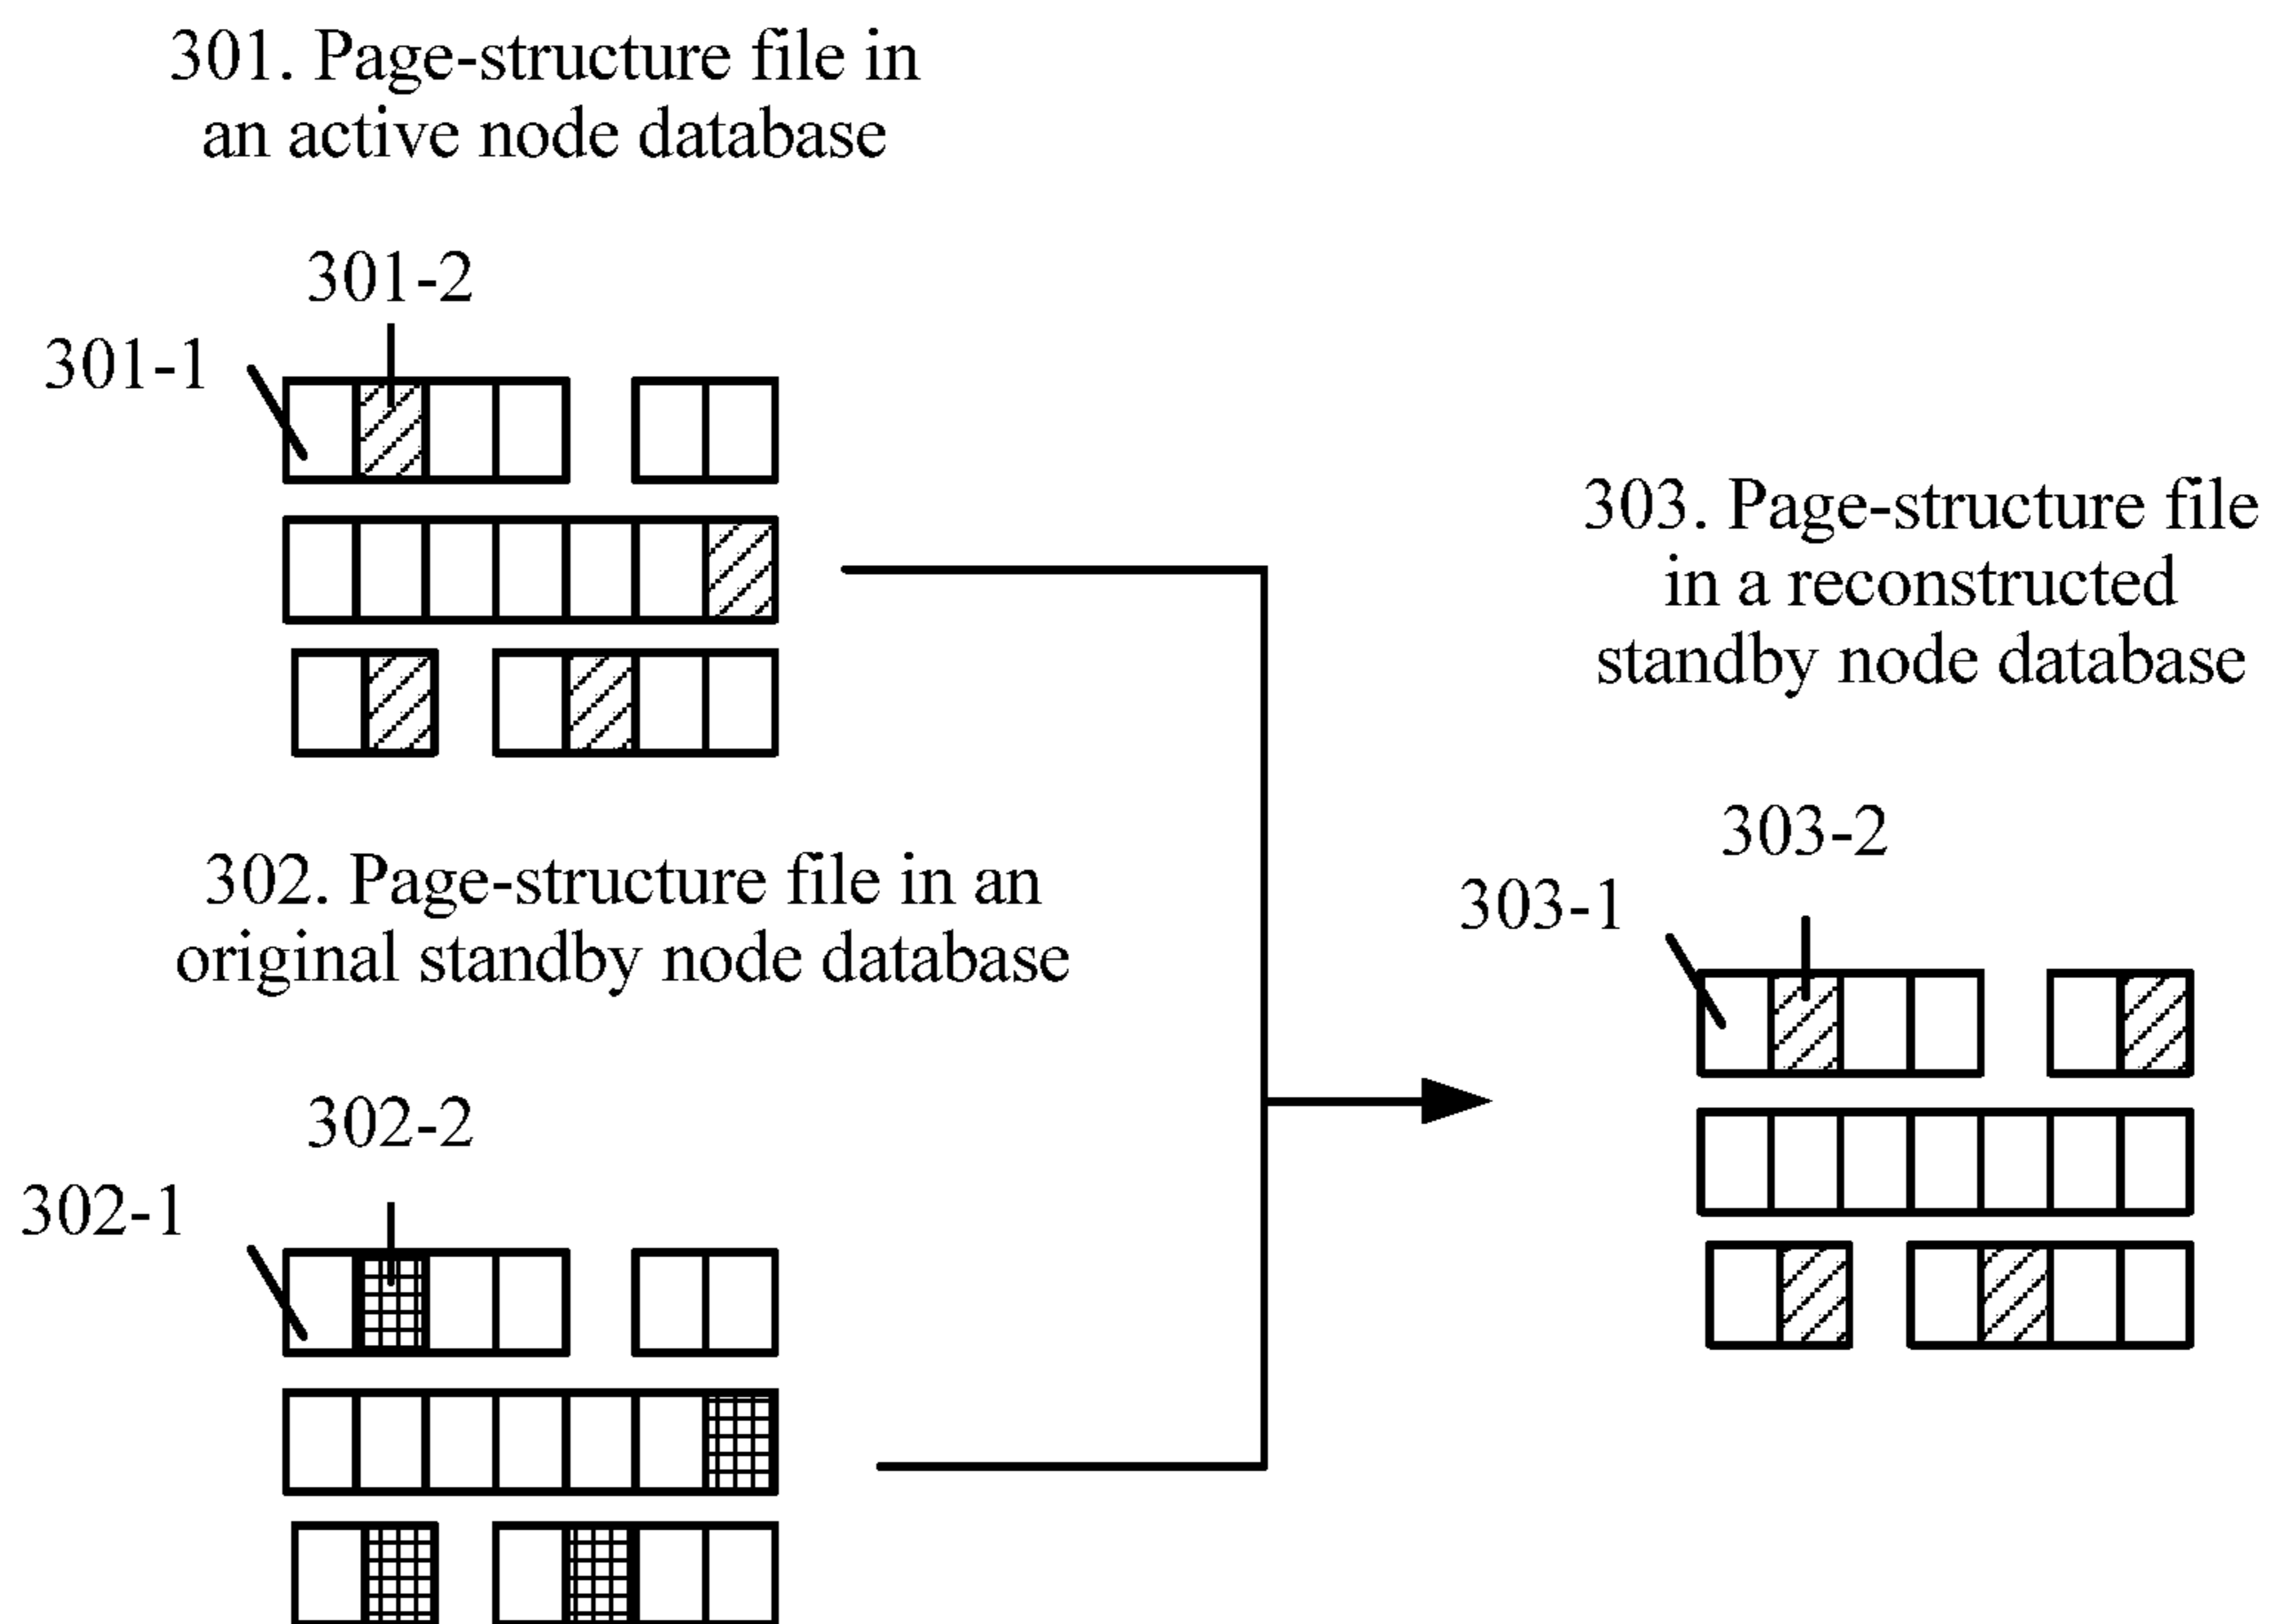 301. Page-structure file in
an active node database
301-2
301-1
302. Page-structure file in an
original standby node database
302-2
302-1
303. Page-structure file
in a reconstructed
standby node database
303-2
303-1